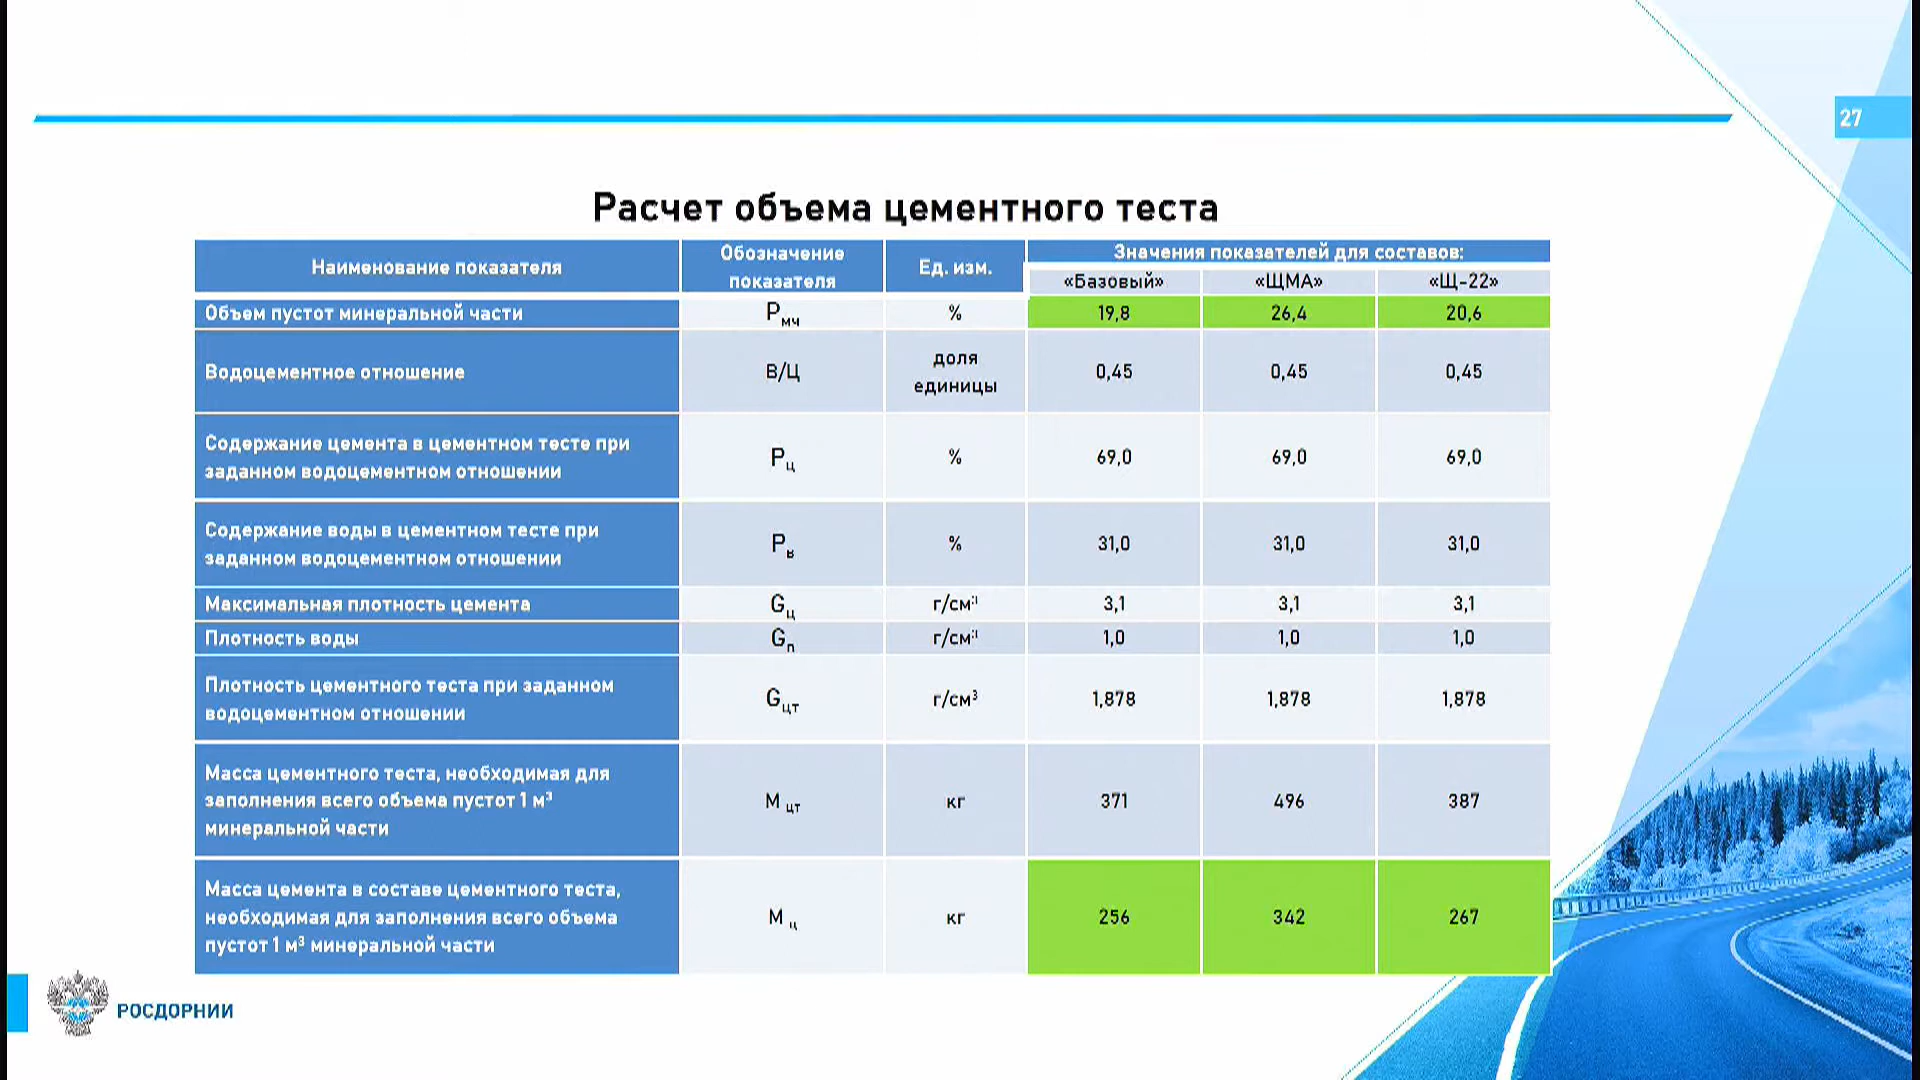 27
Расчет объема цементного теста
Наименование показателя
Обозначение
показателя
Ед. изм.
Значения показателей для составов:
«Базовый» «ЩМА» «Щ-22»
Объем пустот минеральной части Pмч % 19,8 26,4 20,6
Водоцементное отношение В/Ц доля
единицы 0,45 0,45 0,45
Содержание цемента в цементном тесте при
заданном водоцементном отношении Pц % 69,0 69,0 69,0
Содержание воды в цементном тесте при
заданном водоцементном отношении Pв % 31,0 31,0 31,0
Максимальная плотность цемента Gц г/см³ 3,1 3,1 3,1
Плотность воды Gп г/см³ 1,0 1,0 1,0
Плотность цементного теста при заданном
водоцементном отношении Gцт г/см³ 1,878 1,878 1,878
Масса цементного теста, необходимая для
заполнения всего объема пустот 1 м³
минеральной части М цт кг 371 496 387
Масса цемента в составе цементного теста,
необходимая для заполнения всего объема
пустот 1 м³ минеральной части М ц кг 256 342 267
РОСДОРНИИ